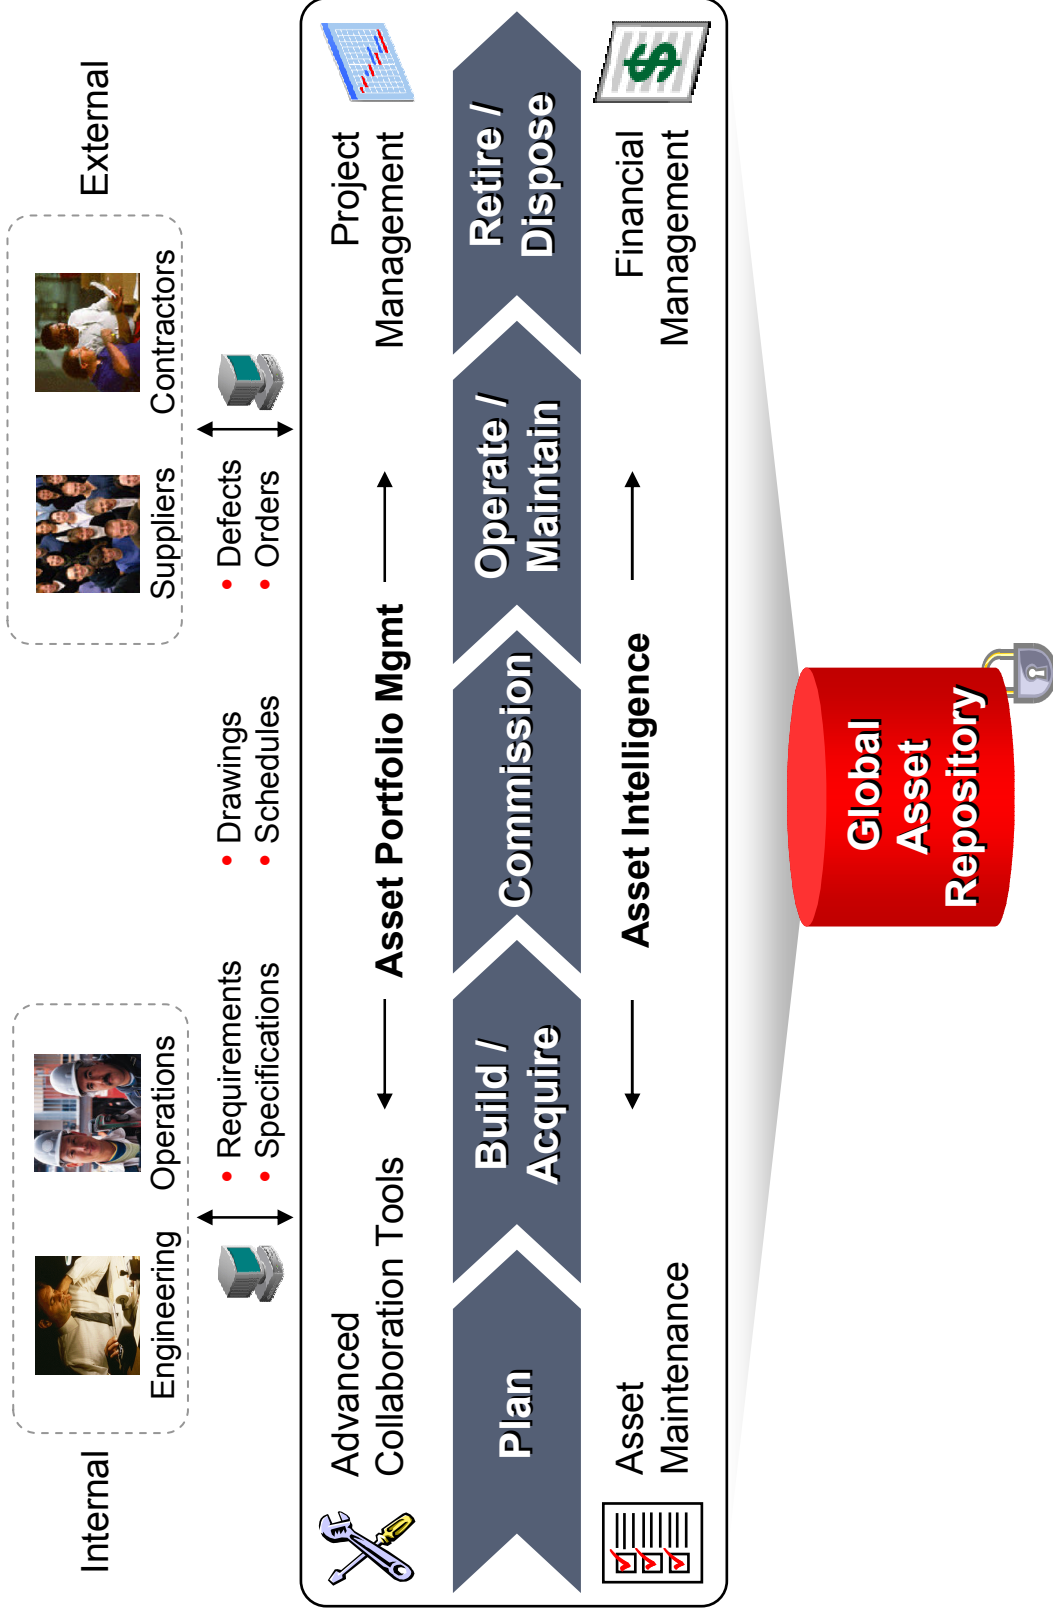 Internal
External
Engineering
Operations
Suppliers
Contractors
• Requirements
• Specifications
• Drawings
• Schedules
• Defects
• Orders
Advanced
Collaboration Tools
Asset Portfolio Mgmt
Project
Management
Plan
Build /
Acquire
Commission
Operate /
Maintain
Retire /
Dispose
Asset
Maintenance
Asset Intelligence
Financial
Management
$
Global
Asset
Repository